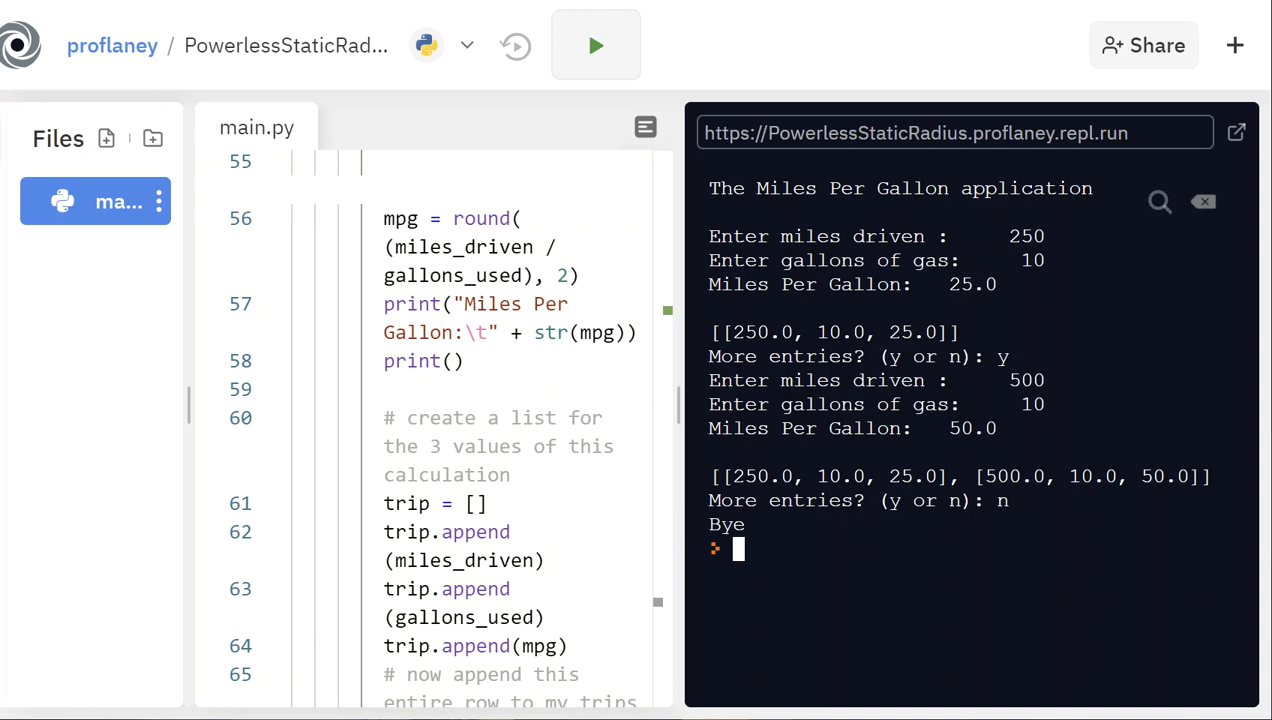 proflaney / PowerlessStaticRad...
Share
Files
ma...
main.py
55
56 mpg = round(
(miles_driven /
gallons_used), 2)
57 print("Miles Per
Gallon:\t" + str(mpg))
58 print()
59
60 # create a list for
the 3 values of this
calculation
61 trip = []
62 trip.append
(miles_driven)
63 trip.append
(gallons_used)
64 trip.append(mpg)
65 # now append this
entire row to my trips
https://PowerlessStaticRadius.proflaney.repl.run
The Miles Per Gallon application
Enter miles driven : 250
Enter gallons of gas: 10
Miles Per Gallon: 25.0
[[250.0, 10.0, 25.0]]
More entries? (y or n): y
Enter miles driven : 500
Enter gallons of gas: 10
Miles Per Gallon: 50.0
[[250.0, 10.0, 25.0], [500.0, 10.0, 50.0]]
More entries? (y or n): n
Bye